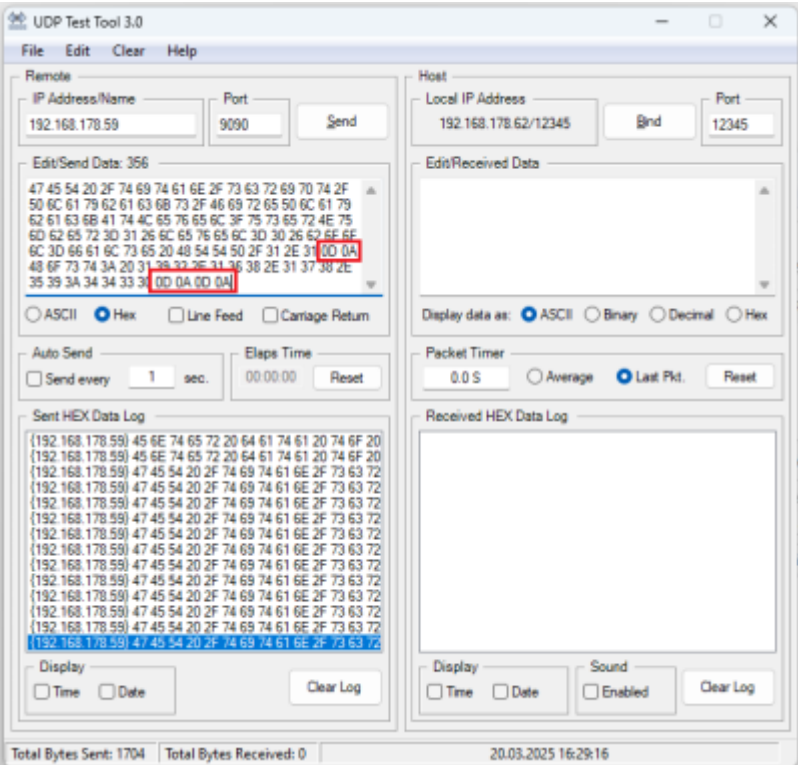 UDP Test Tool 3.0
File Edit Clear Help
Remote
IP Address/Name
192.168.178.59
Port
9090
Send
Edit/Send Data: 356
47 45 54 20 2F 74 69 74 61 6E 2F 73 63 72 69 70 74 2F
50 6C 61 79 62 61 63 6B 73 2F 46 69 72 65 50 6C 61 79
62 61 63 6B 41 74 4C 65 76 65 6C 3F 75 73 65 72 4E 75
6D 62 65 72 3D 31 26 6C 65 76 65 6C 3D 30 26 62 6F 6F
6C 3D 66 61 6C 73 65 20 48 54 54 50 2F 31 2E 31 0D 0A
48 6F 73 74 3A 20 31 39 32 2E 31 36 38 2E 31 37 38 2E
35 39 3A 34 34 33 30 0D 0A 0D 0A
ASCII Hex Line Feed Carriage Return
Auto Send
Send every 1 sec.
Elaps Time
00:00:00 Reset
Sent HEX Data Log
{192.168.178.59} 45 6E 74 65 72 20 64 61 74 61 20 74 6F 20
{192.168.178.59} 45 6E 74 65 72 20 64 61 74 61 20 74 6F 20
{192.168.178.59} 47 45 54 20 2F 74 69 74 61 6E 2F 73 63 72
{192.168.178.59} 47 45 54 20 2F 74 69 74 61 6E 2F 73 63 72
{192.168.178.59} 47 45 54 20 2F 74 69 74 61 6E 2F 73 63 72
{192.168.178.59} 47 45 54 20 2F 74 69 74 61 6E 2F 73 63 72
{192.168.178.59} 47 45 54 20 2F 74 69 74 61 6E 2F 73 63 72
{192.168.178.59} 47 45 54 20 2F 74 69 74 61 6E 2F 73 63 72
{192.168.178.59} 47 45 54 20 2F 74 69 74 61 6E 2F 73 63 72
{192.168.178.59} 47 45 54 20 2F 74 69 74 61 6E 2F 73 63 72
{192.168.178.59} 47 45 54 20 2F 74 69 74 61 6E 2F 73 63 72
{192.168.178.59} 47 45 54 20 2F 74 69 74 61 6E 2F 73 63 72
{192.168.178.59} 47 45 54 20 2F 74 69 74 61 6E 2F 73 63 72
{192.168.178.59} 47 45 54 20 2F 74 69 74 61 6E 2F 73 63 72
Display
Time Date
Clear Log
Host
Local IP Address
192.168.178.62/12345
Bind
Port
12345
Edit/Received Data
Display data as: ASCII Binary Decimal Hex
Packet Timer
0.0 S Average Last Pkt. Reset
Received HEX Data Log
Display
Time Date
Sound
Enabled
Clear Log
Total Bytes Sent: 1704 Total Bytes Received: 0 20.03.2025 16:29:16